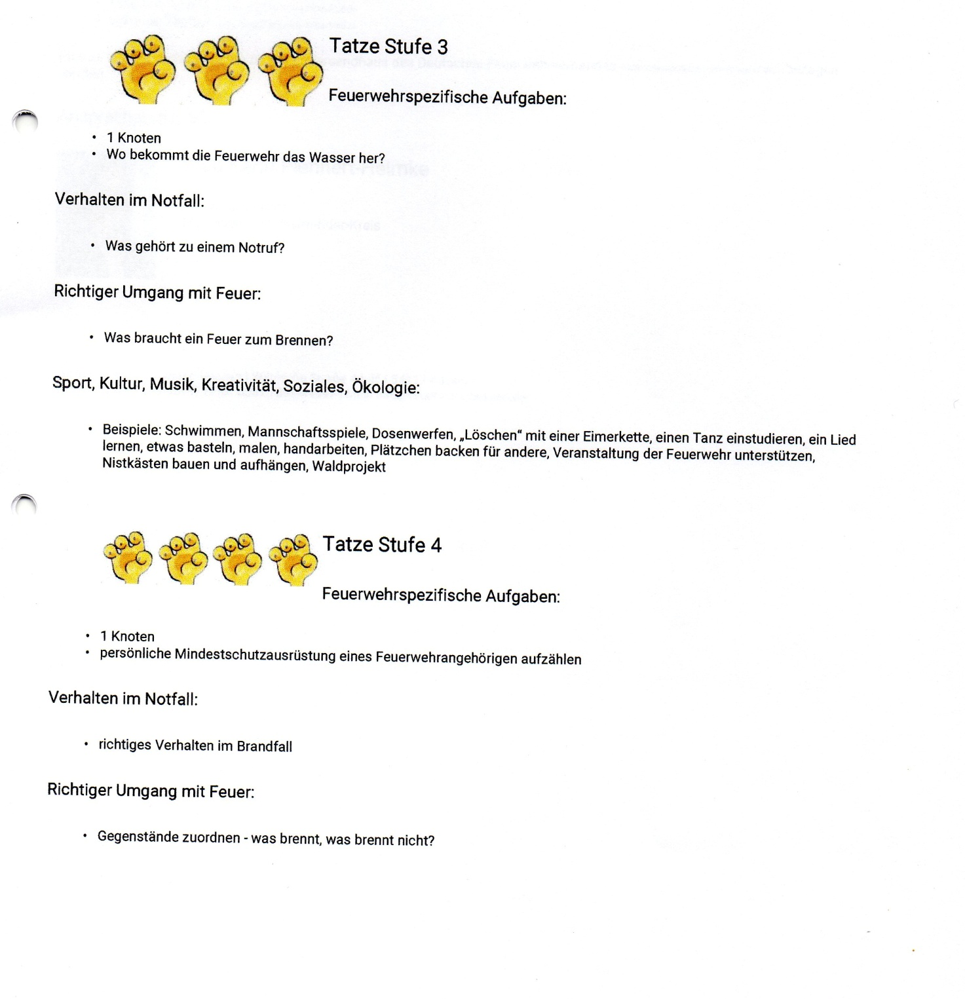 Tatze Stufe 3
Feuerwehrspezifische Aufgaben:
• 1 Knoten
• Wo bekommt die Feuerwehr das Wasser her?
Verhalten im Notfall:
• Was gehört zu einem Notruf?
Richtiger Umgang mit Feuer:
• Was braucht ein Feuer zum Brennen?
Sport, Kultur, Musik, Kreativität, Soziales, Ökologie:
• Beispiele: Schwimmen, Mannschaftsspiele, Dosenwerfen, „Löschen“ mit einer Eimerkette, einen Tanz einstudieren, ein Lied
lernen, etwas basteln, malen, handarbeiten, Plätzchen backen für andere, Veranstaltung der Feuerwehr unterstützen,
Nistkästen bauen und aufhängen, Waldprojekt
Tatze Stufe 4
Feuerwehrspezifische Aufgaben:
• 1 Knoten
• persönliche Mindestschutzausrüstung eines Feuerwehrangehörigen aufzählen
Verhalten im Notfall:
• richtiges Verhalten im Brandfall
Richtiger Umgang mit Feuer:
• Gegenstände zuordnen - was brennt, was brennt nicht?